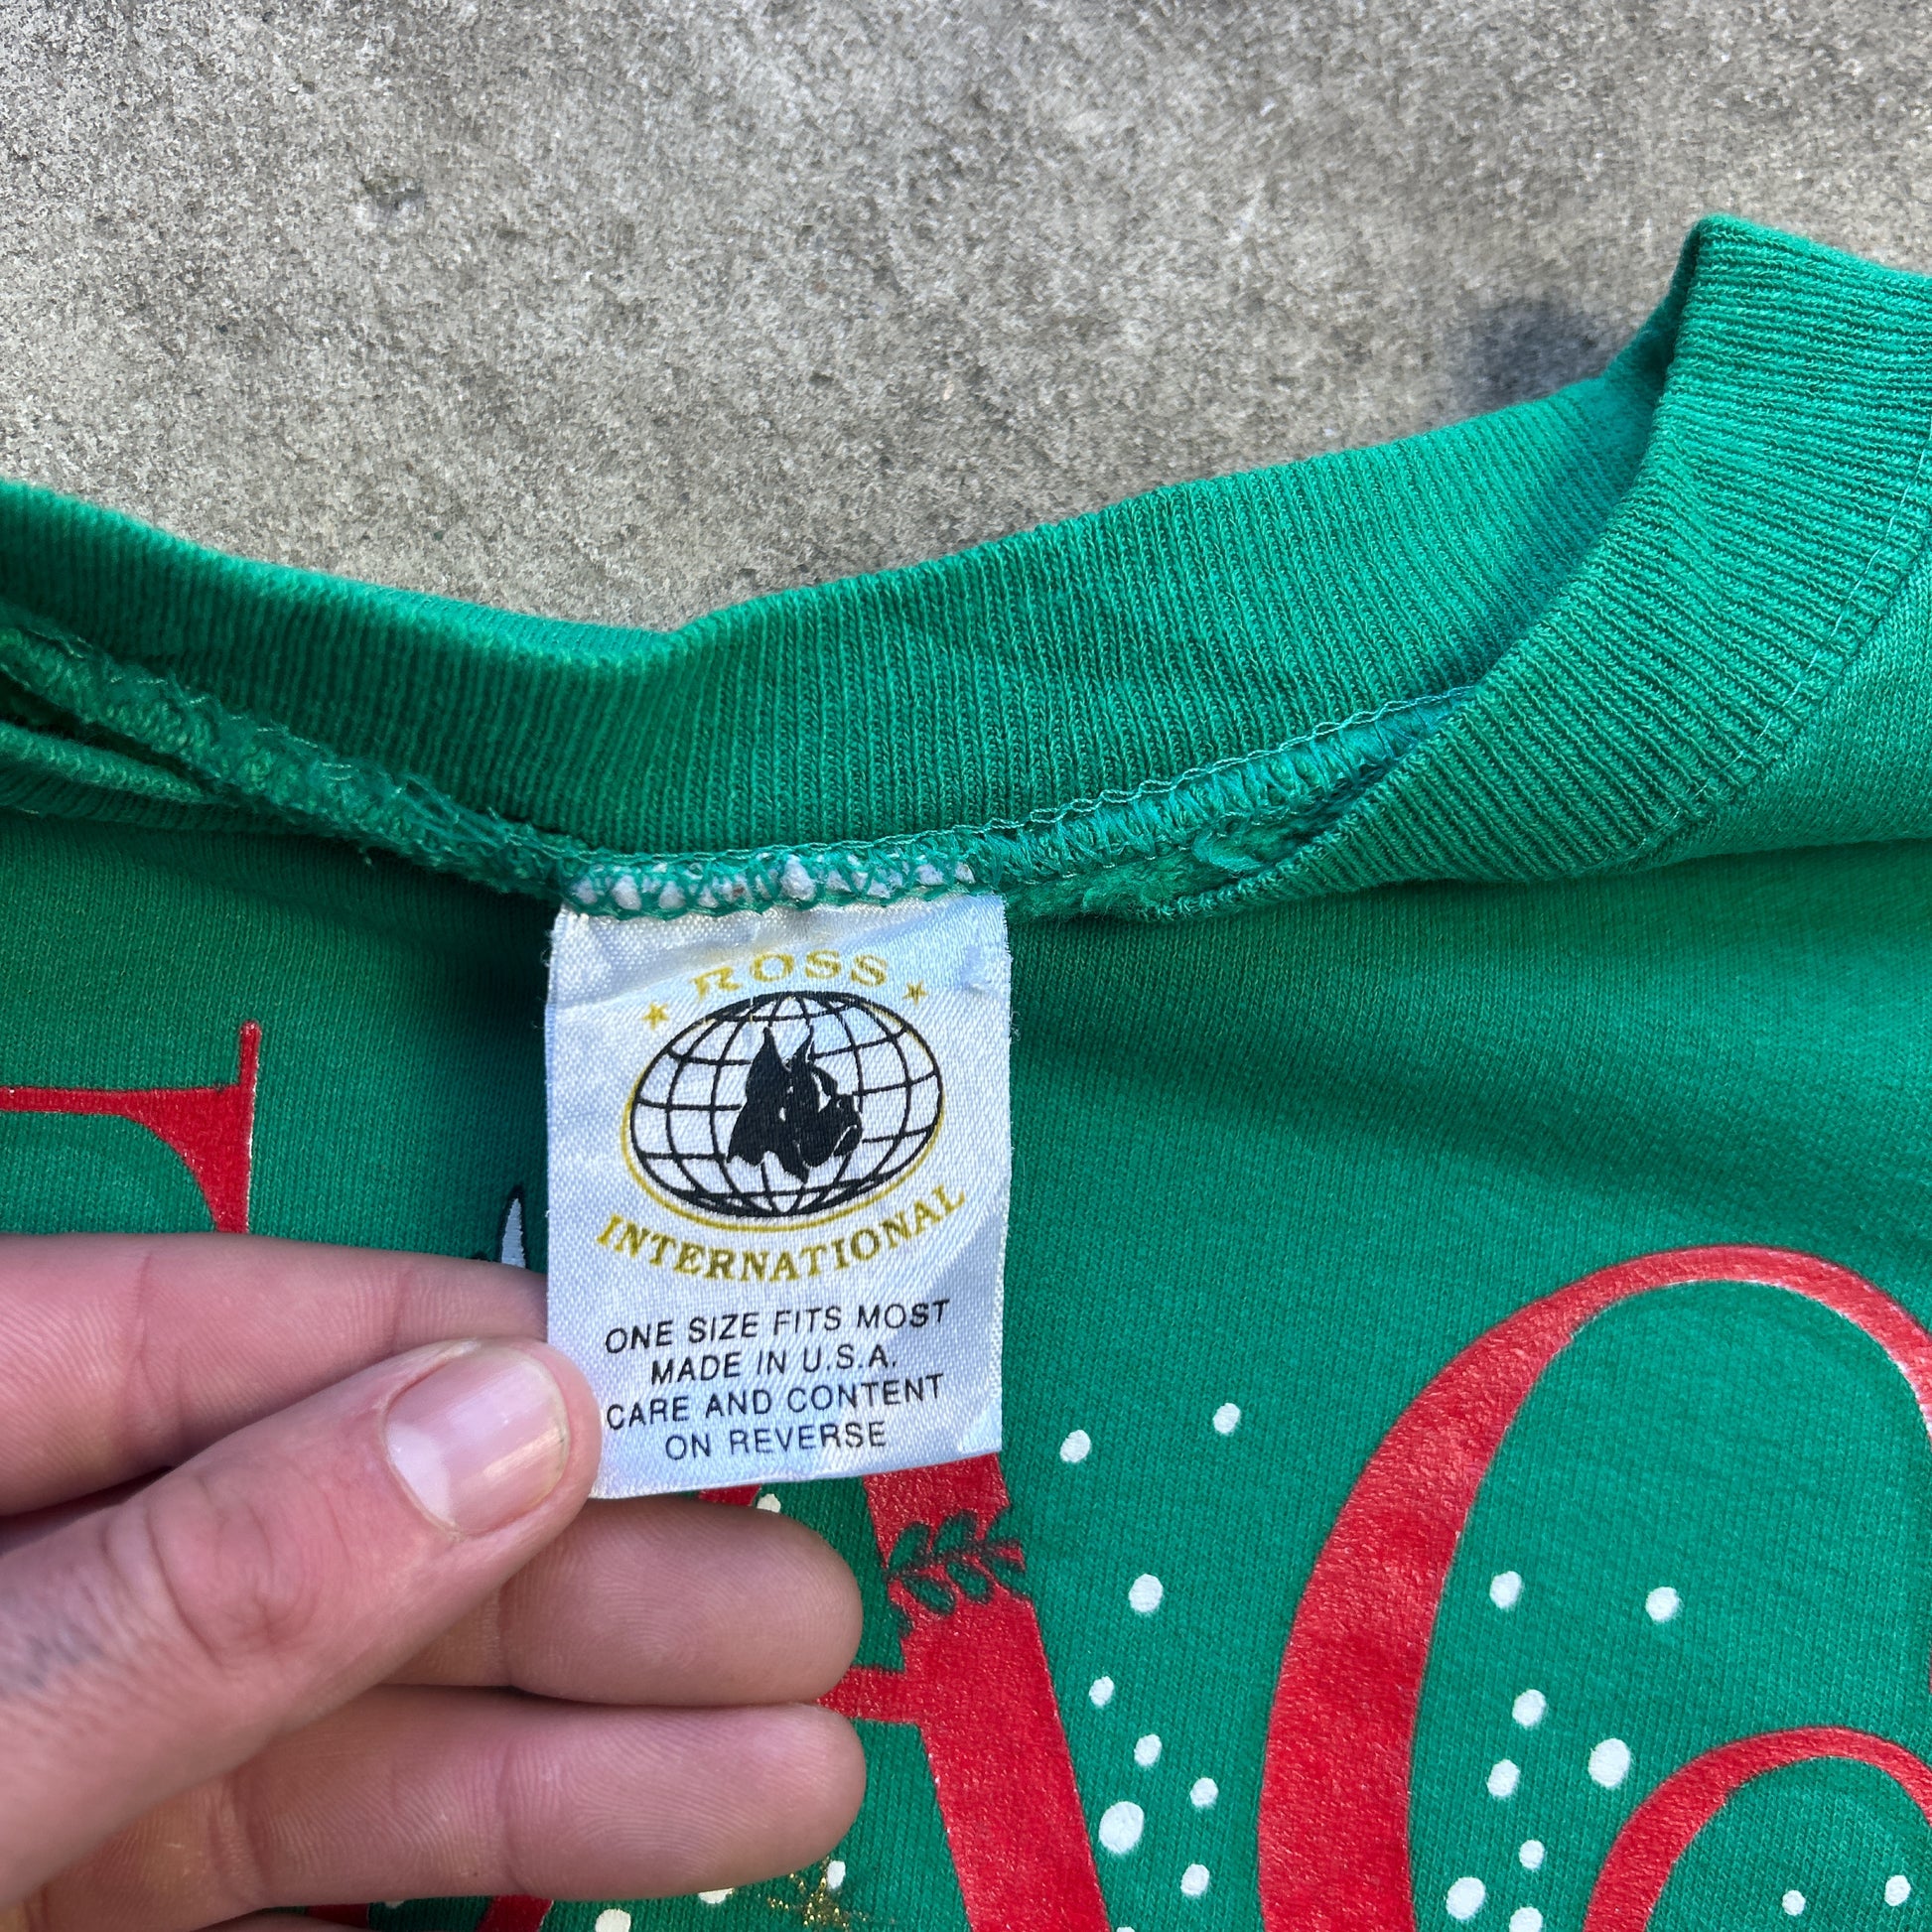 ROSS
INTERNATIONAL
ONE SIZE FITS MOST
MADE IN U.S.A.
CARE AND CONTENT
ON REVERSE